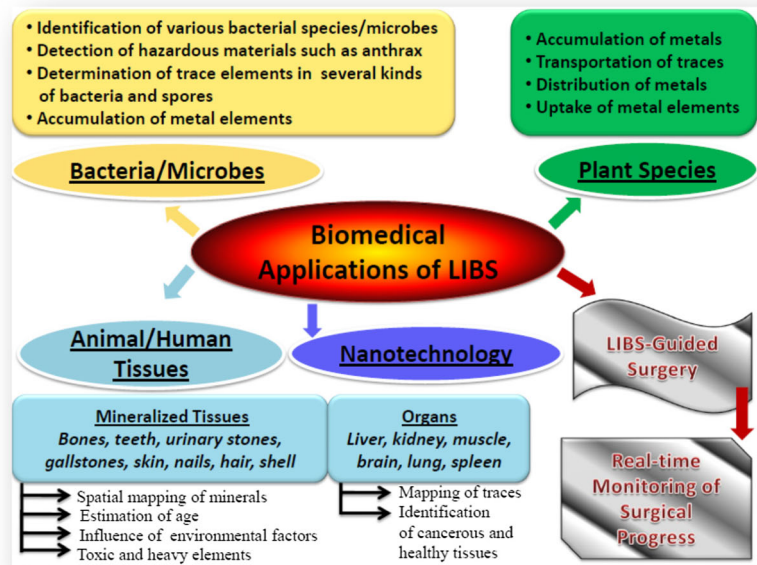 • Identification of various bacterial species/microbes
• Detection of hazardous materials such as anthrax
• Determination of trace elements in several kinds
of bacteria and spores
• Accumulation of metal elements
• Accumulation of metals
• Transportation of traces
• Distribution of metals
• Uptake of metal elements
Bacteria/Microbes
Plant Species
Biomedical
Applications of LIBS
Animal/Human
Tissues
Nanotechnology
LIBS-Guided
Surgery
Mineralized Tissues
Bones, teeth, urinary stones,
gallstones, skin, nails, hair, shell
Organs
Liver, kidney, muscle,
brain, lung, spleen
Spatial mapping of minerals
Estimation of age
Influence of environmental factors
Toxic and heavy elements
Mapping of traces
Identification
of cancerous and
healthy tissues
Real-time
Monitoring of
Surgical
Progress